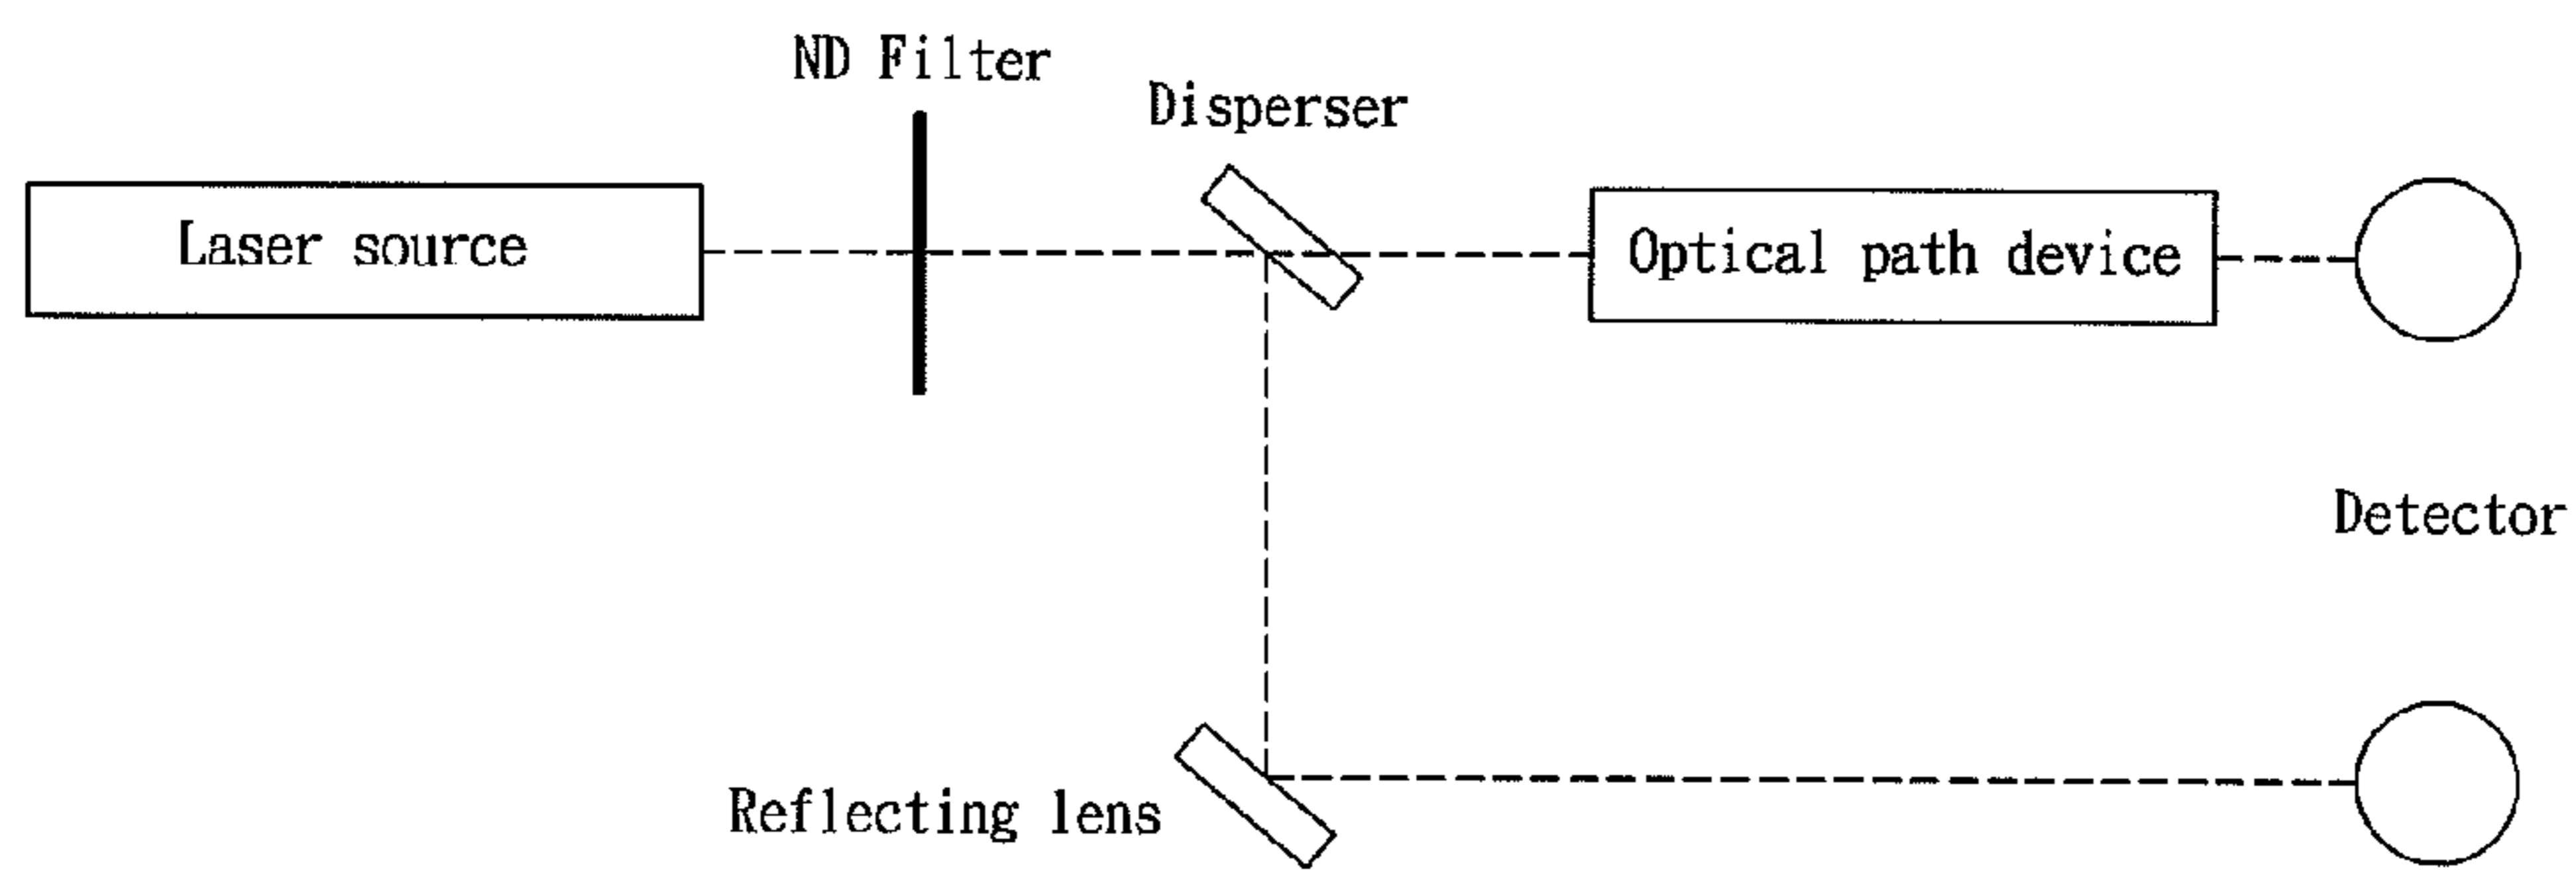 ND Filter
Disperser
Laser source
Optical path device
Detector
Reflecting lens